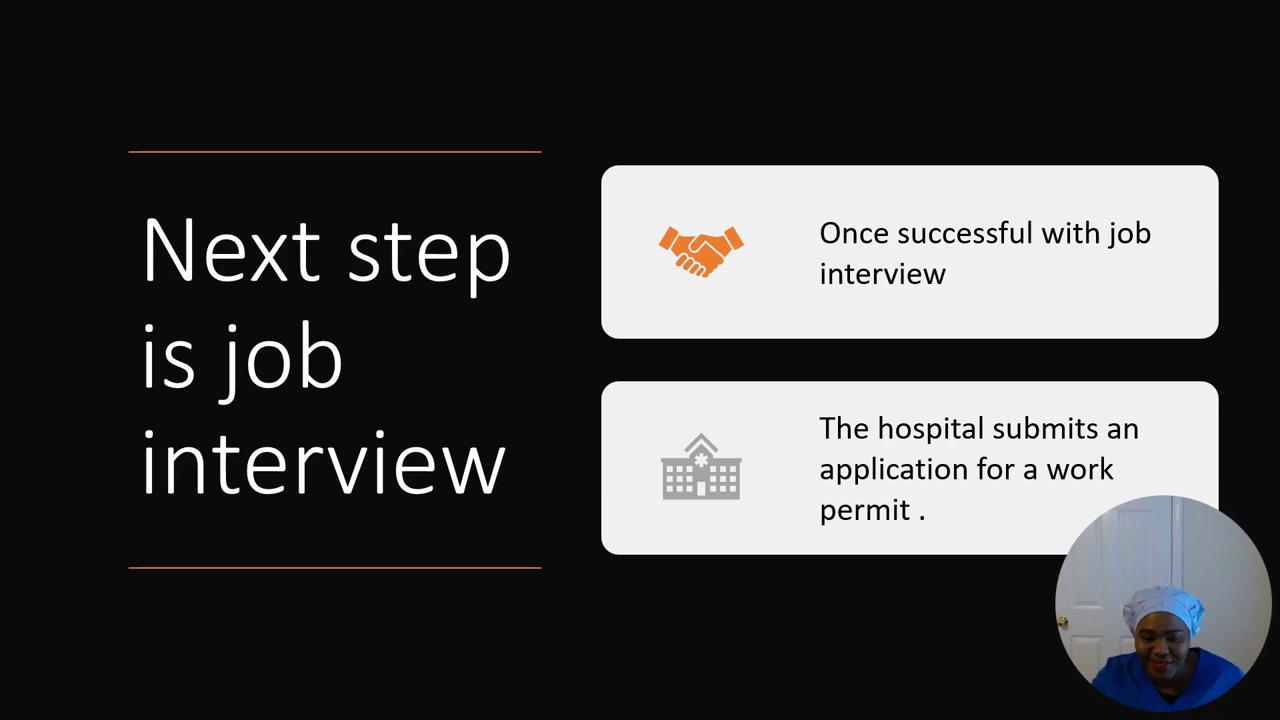 Next step
is job
interview
Once successful with job
interview
The hospital submits an
application for a work
permit .